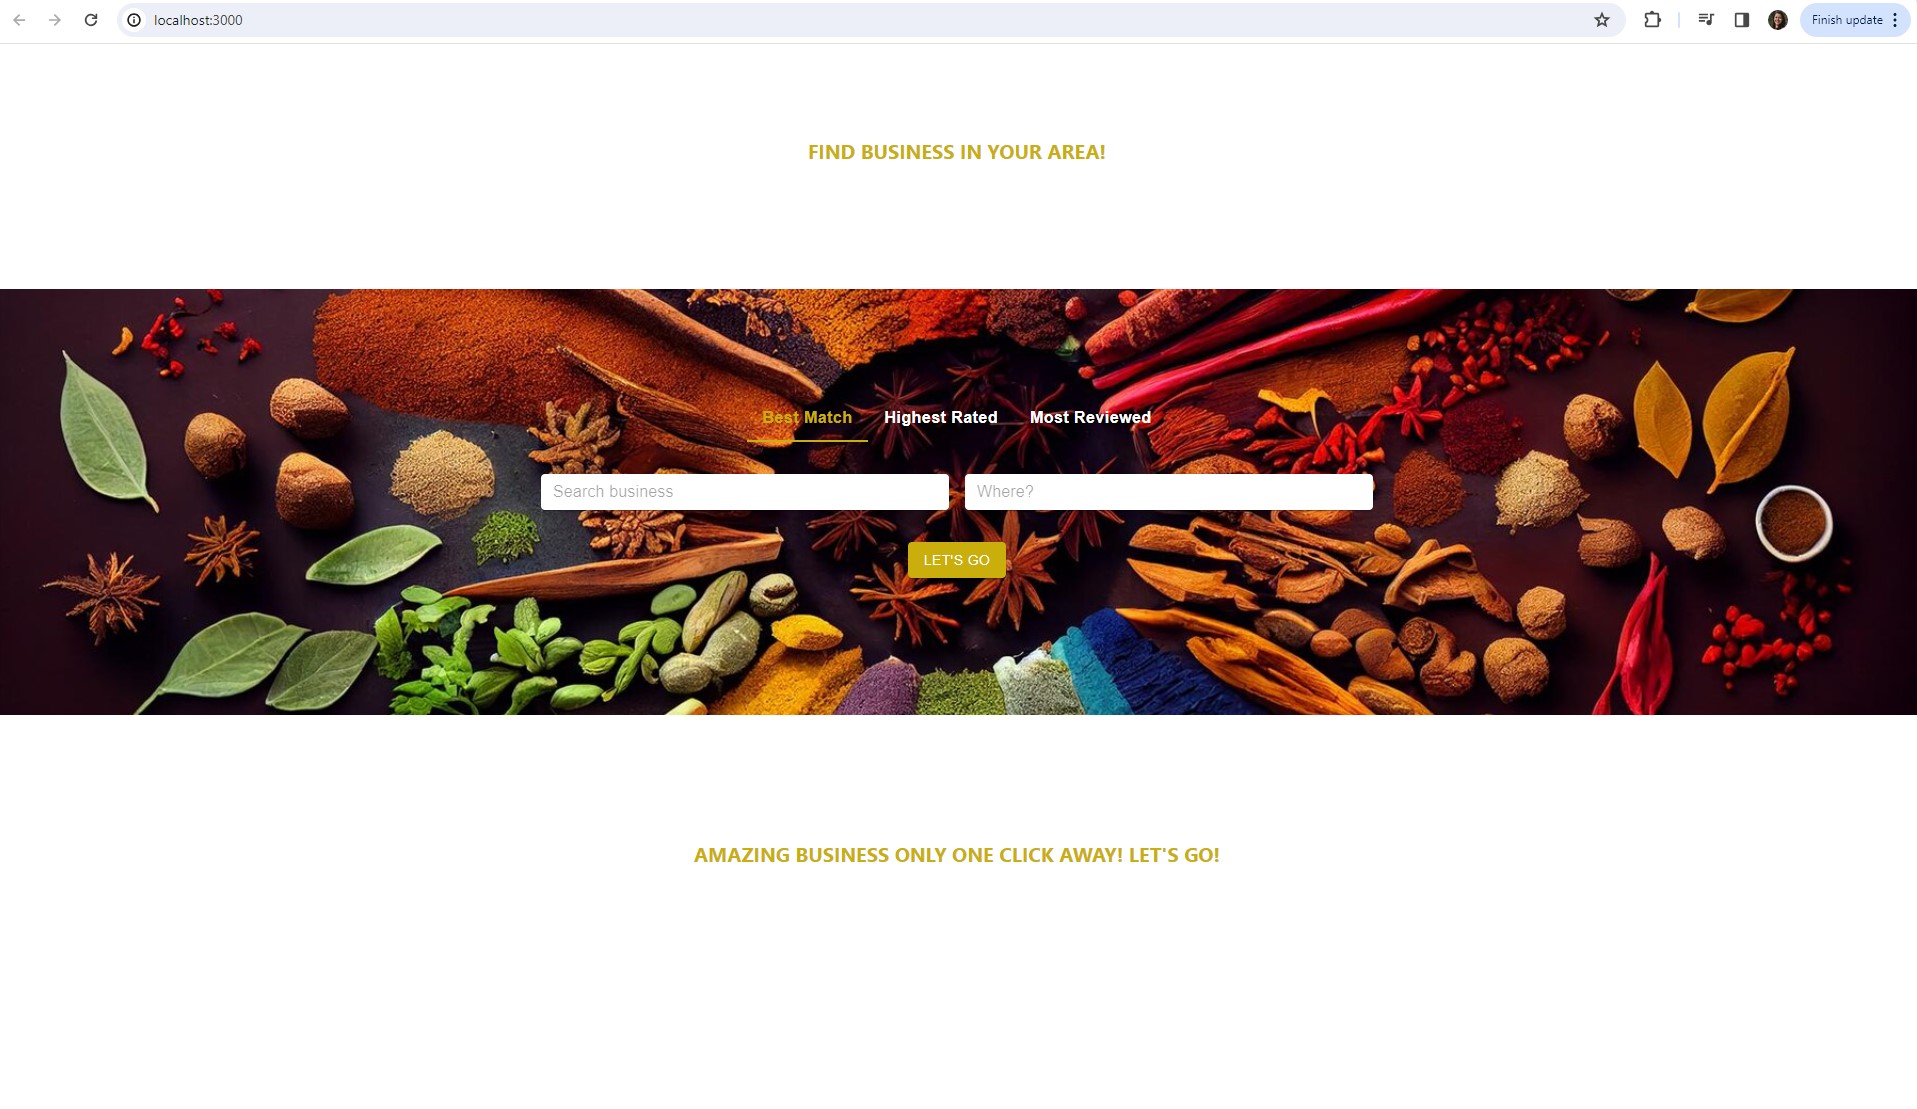 localhost:3000
Finish update
FIND BUSINESS IN YOUR AREA!
Best Match Highest Rated Most Reviewed
Search business Where?
LET'S GO
AMAZING BUSINESS ONLY ONE CLICK AWAY! LET'S GO!